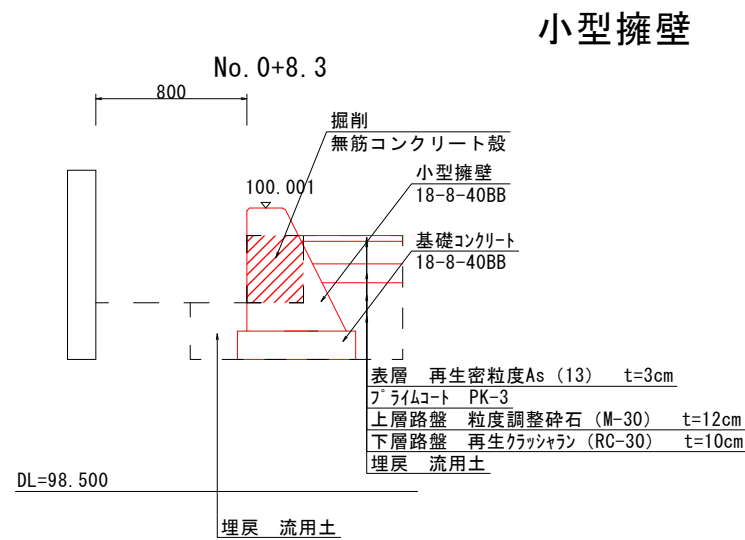 小型擁壁
No.0+8.3
800
掘削
無筋コンクリート殻
小型擁壁
18-8-40BB
100.001
基礎ｺﾝｸﾘｰﾄ
18-8-40BB
表層　再生密粒度As（13）　t=3cm
ﾌﾟﾗｲﾑｺｰﾄ　PK-3
上層路盤　粒度調整砕石（M-30）　t=12cm
下層路盤　再生ｸﾗｯｼｬﾗﾝ（RC-30）　t=10cm
埋戻　流用土
DL=98.500
埋戻　流用土